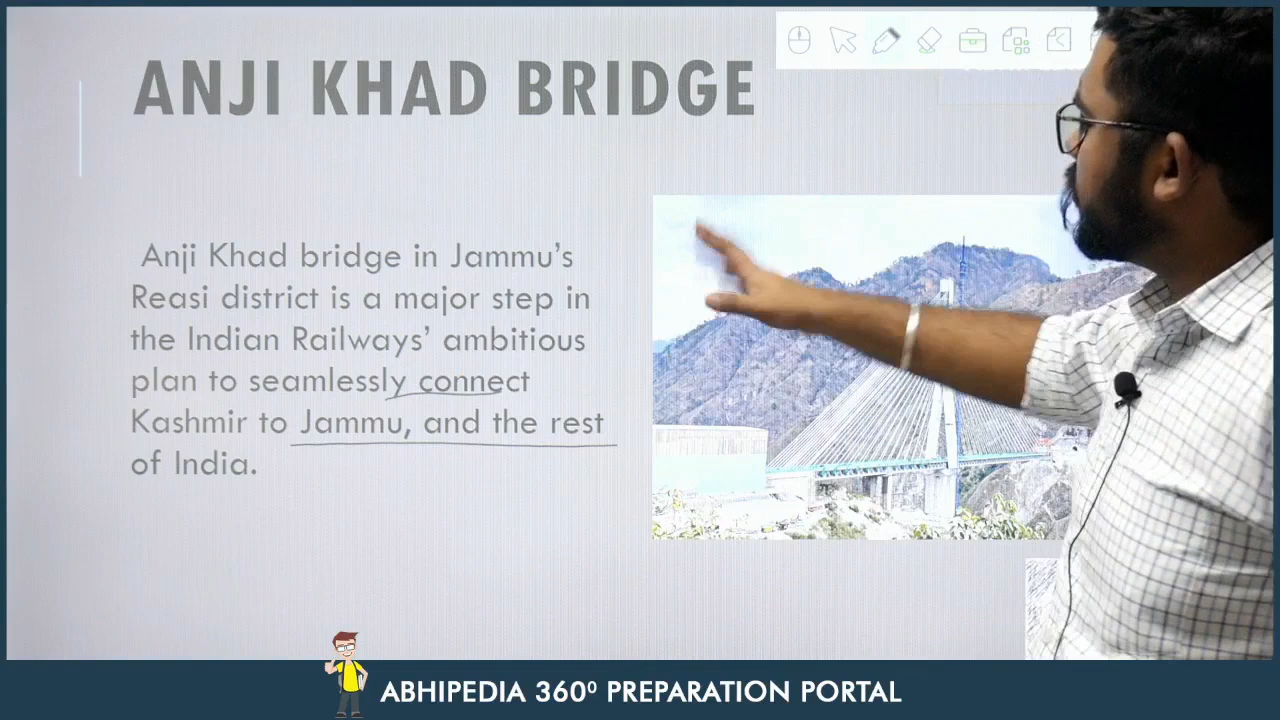 ANJI KHAD BRIDGE
Anji Khad bridge in Jammu's
Reasi district is a major step in
the Indian Railways' ambitious
plan to seamlessly connect
Kashmir to Jammu, and the rest
of India.
ABHIPEDIA 360⁰ PREPARATION PORTAL